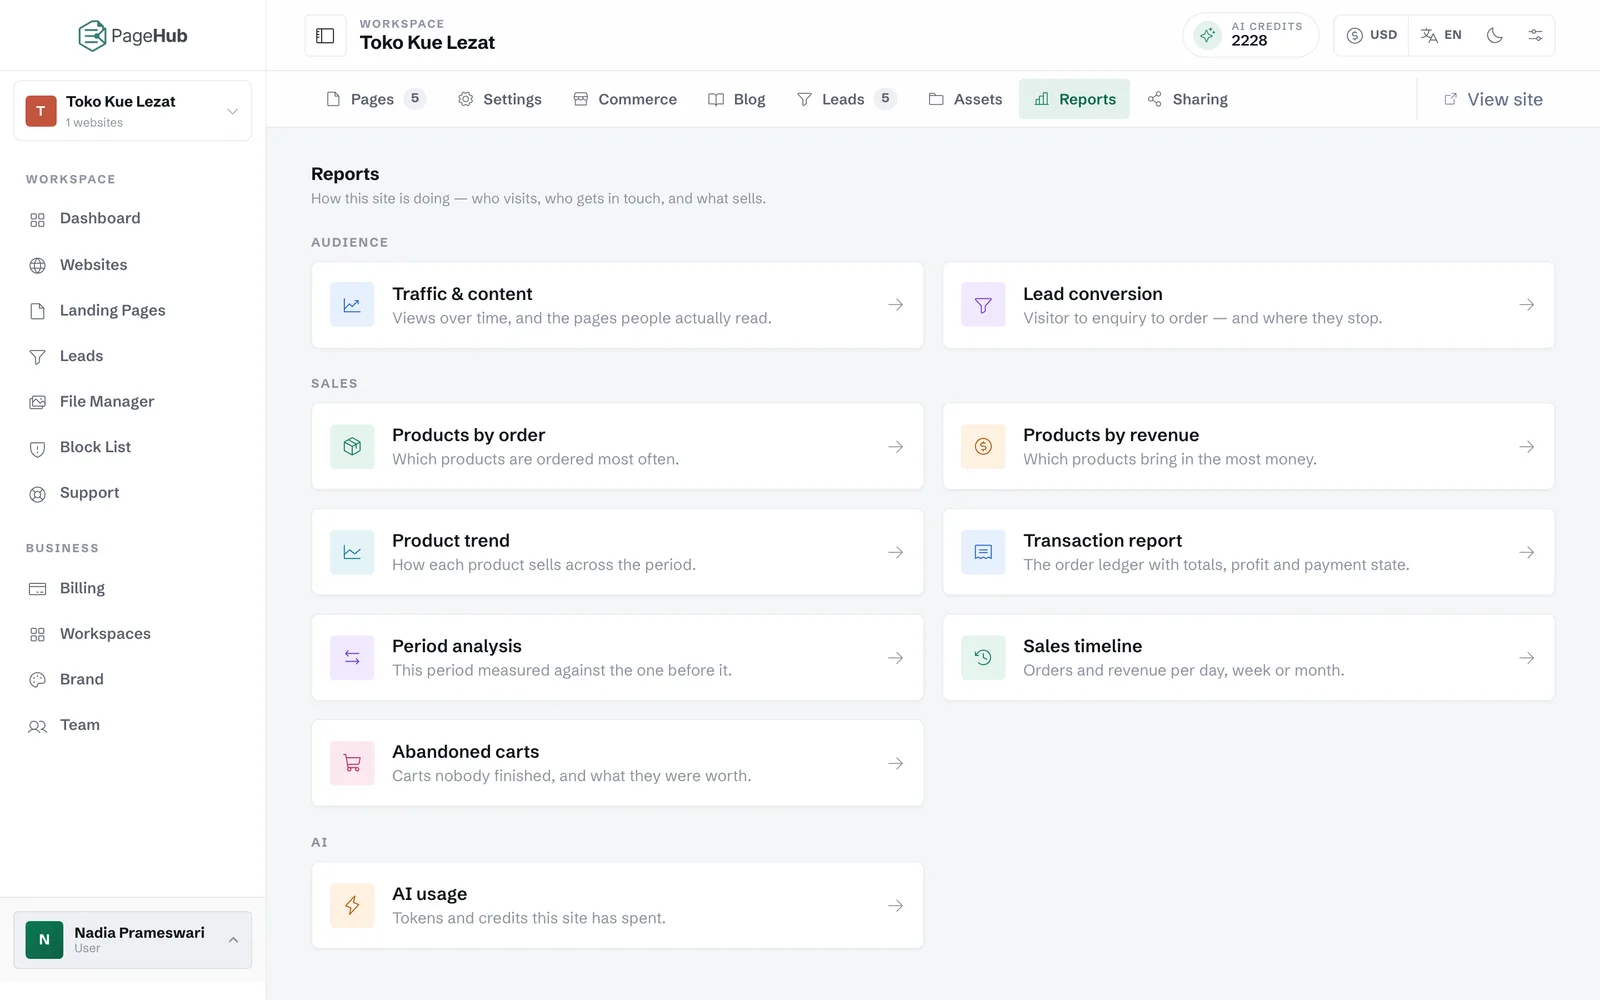 PageHub
WORKSPACE
Toko Kue Lezat
AI CREDITS
2228
USD
EN
T
Toko Kue Lezat
1 websites
Pages 5
Settings
Commerce
Blog
Leads 5
Assets
Reports
Sharing
View site
WORKSPACE
Dashboard
Websites
Landing Pages
Leads
File Manager
Block List
Support
BUSINESS
Billing
Workspaces
Brand
Team
N
Nadia Prameswari
User
Reports
How this site is doing — who visits, who gets in touch, and what sells.
AUDIENCE
Traffic & content
Views over time, and the pages people actually read.
Lead conversion
Visitor to enquiry to order — and where they stop.
SALES
Products by order
Which products are ordered most often.
Products by revenue
Which products bring in the most money.
Product trend
How each product sells across the period.
Transaction report
The order ledger with totals, profit and payment state.
Period analysis
This period measured against the one before it.
Sales timeline
Orders and revenue per day, week or month.
Abandoned carts
Carts nobody finished, and what they were worth.
AI
AI usage
Tokens and credits this site has spent.